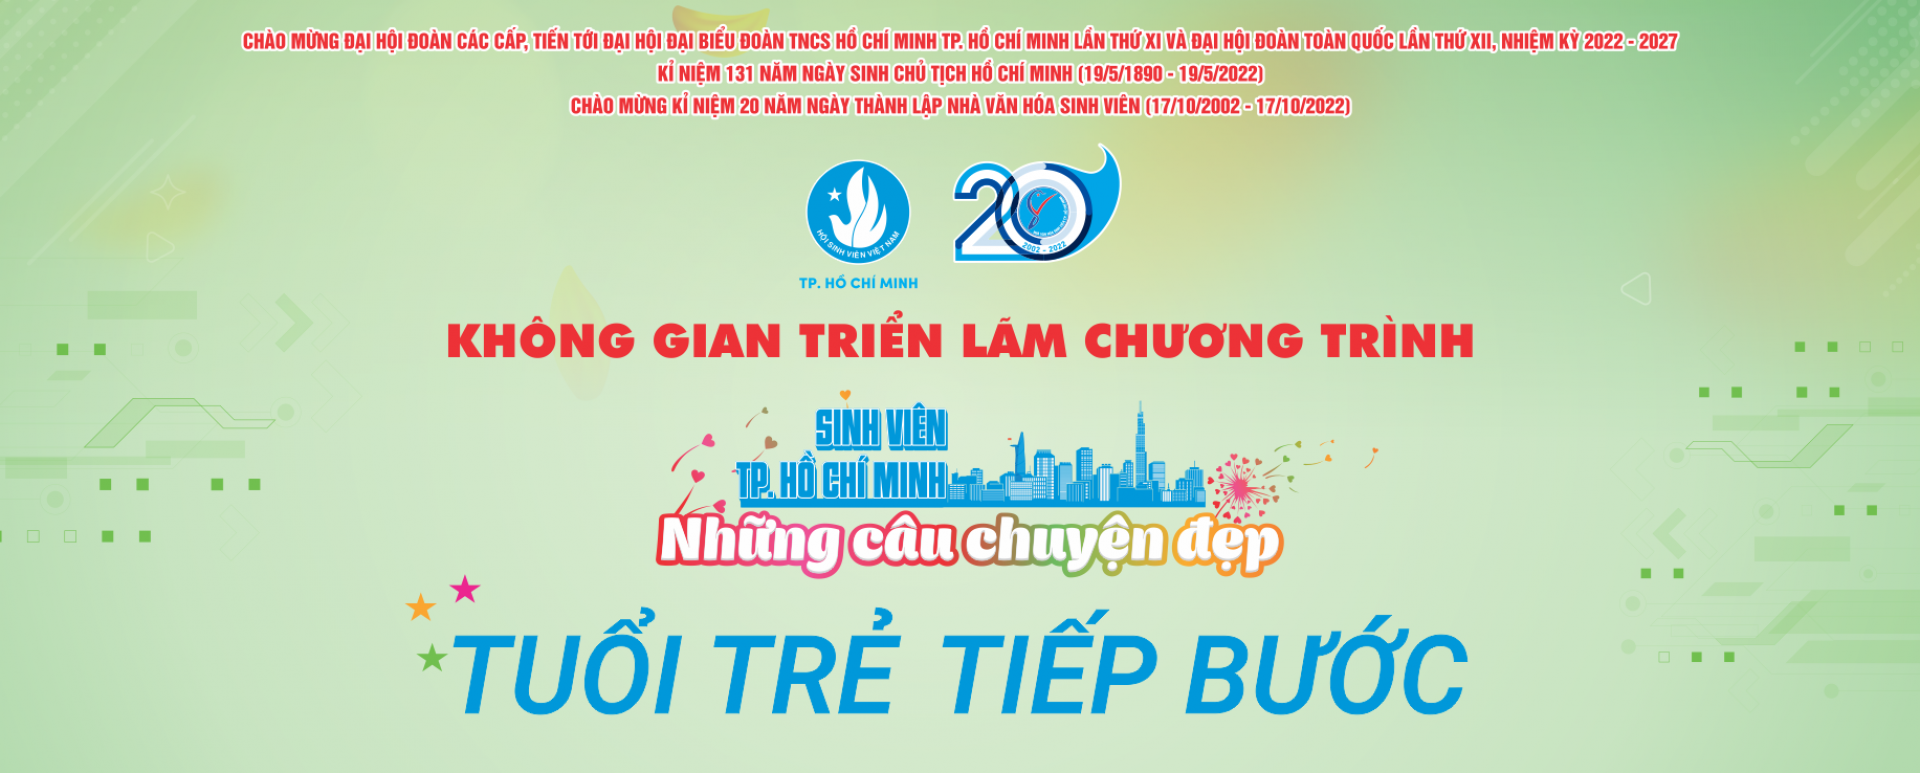 CHÀO MỪNG ĐẠI HỘI ĐOÀN CÁC CẤP, TIẾN TỚI ĐẠI HỘI ĐẠI BIỂU ĐOÀN TNCS HỒ CHÍ MINH TP. HỒ CHÍ MINH LẦN THỨ XI VÀ ĐẠI HỘI ĐOÀN TOÀN QUỐC LẦN THỨ XII, NHIỆM KỲ 2022 - 2027
KỈ NIỆM 131 NĂM NGÀY SINH CHỦ TỊCH HỒ CHÍ MINH (19/5/1890 - 19/5/2022)
CHÀO MỪNG KỈ NIỆM 20 NĂM NGÀY THÀNH LẬP NHÀ VĂN HÓA SINH VIÊN (17/10/2002 - 17/10/2022)
HỘI SINH VIÊN VIỆT NAM
TP. HỒ CHÍ MINH
20
2002 - 2022
KHÔNG GIAN TRIỂN LÃM CHƯƠNG TRÌNH
SINH VIÊN
TP. HỒ CHÍ MINH
Những câu chuyện đẹp
TUỔI TRẺ TIẾP BƯỚC